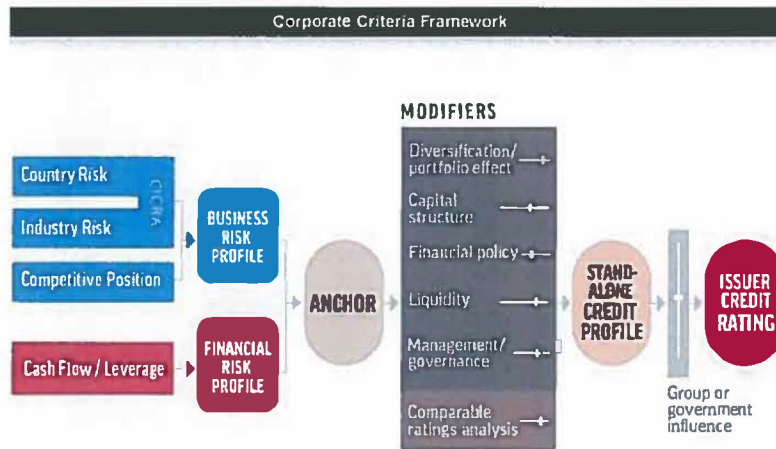 Corporate Criteria Framework
MODIFIERS
Country Risk
CICRA
Industry Risk
Competitive Position
Cash Flow / Leverage
BUSINESS
RISK
PROFILE
FINANCIAL
RISK
PROFILE
ANCHOR
Diversification/
portfolio effect
Capital
structure
Financial policy
Liquidity
Management/
governance
Comparable
ratings analysis
STAND-
ALONE
CREDIT
PROFILE
Group or
government
influence
ISSUER
CREDIT
RATING